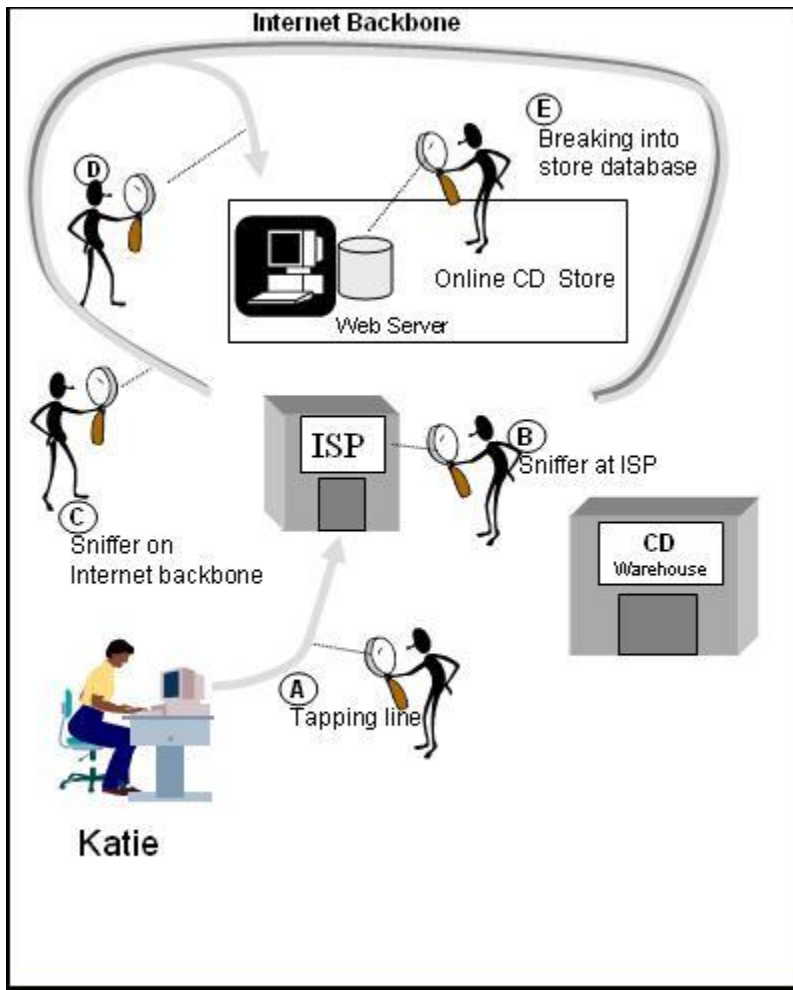 Internet Backbone
E
Breaking into
store database
D
Online CD Store
Web Server
ISP
B
Sniffer at ISP
C
Sniffer on
Internet backbone
CD
Warehouse
A
Tapping line
Katie